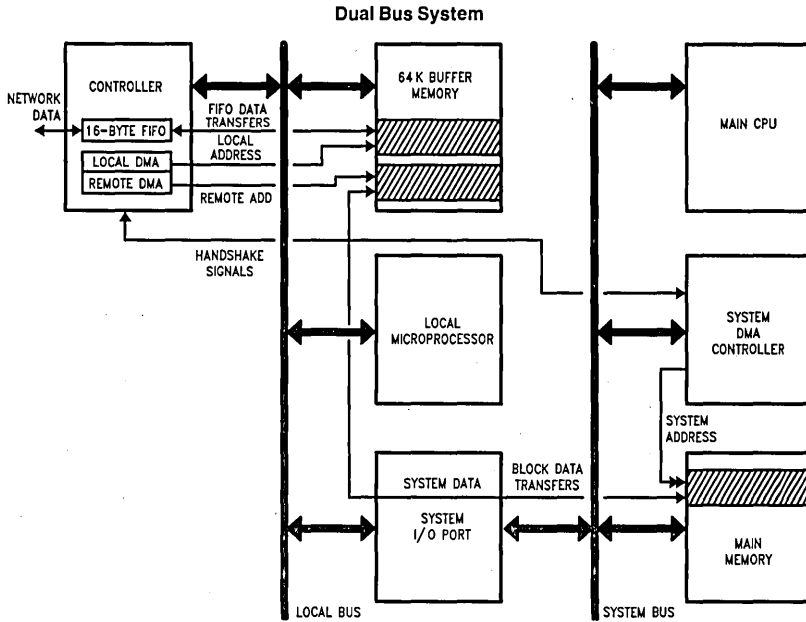 Dual Bus System
CONTROLLER
NETWORK
DATA
16-BYTE FIFO
LOCAL DMA
REMOTE DMA
FIFO DATA
TRANSFERS
LOCAL
ADDRESS
REMOTE ADD
64K BUFFER
MEMORY
MAIN CPU
HANDSHAKE
SIGNALS
LOCAL
MICROPROCESSOR
SYSTEM
DMA
CONTROLLER
SYSTEM
ADDRESS
SYSTEM DATA
SYSTEM
I/O PORT
BLOCK DATA
TRANSFERS
MAIN
MEMORY
LOCAL BUS
SYSTEM BUS